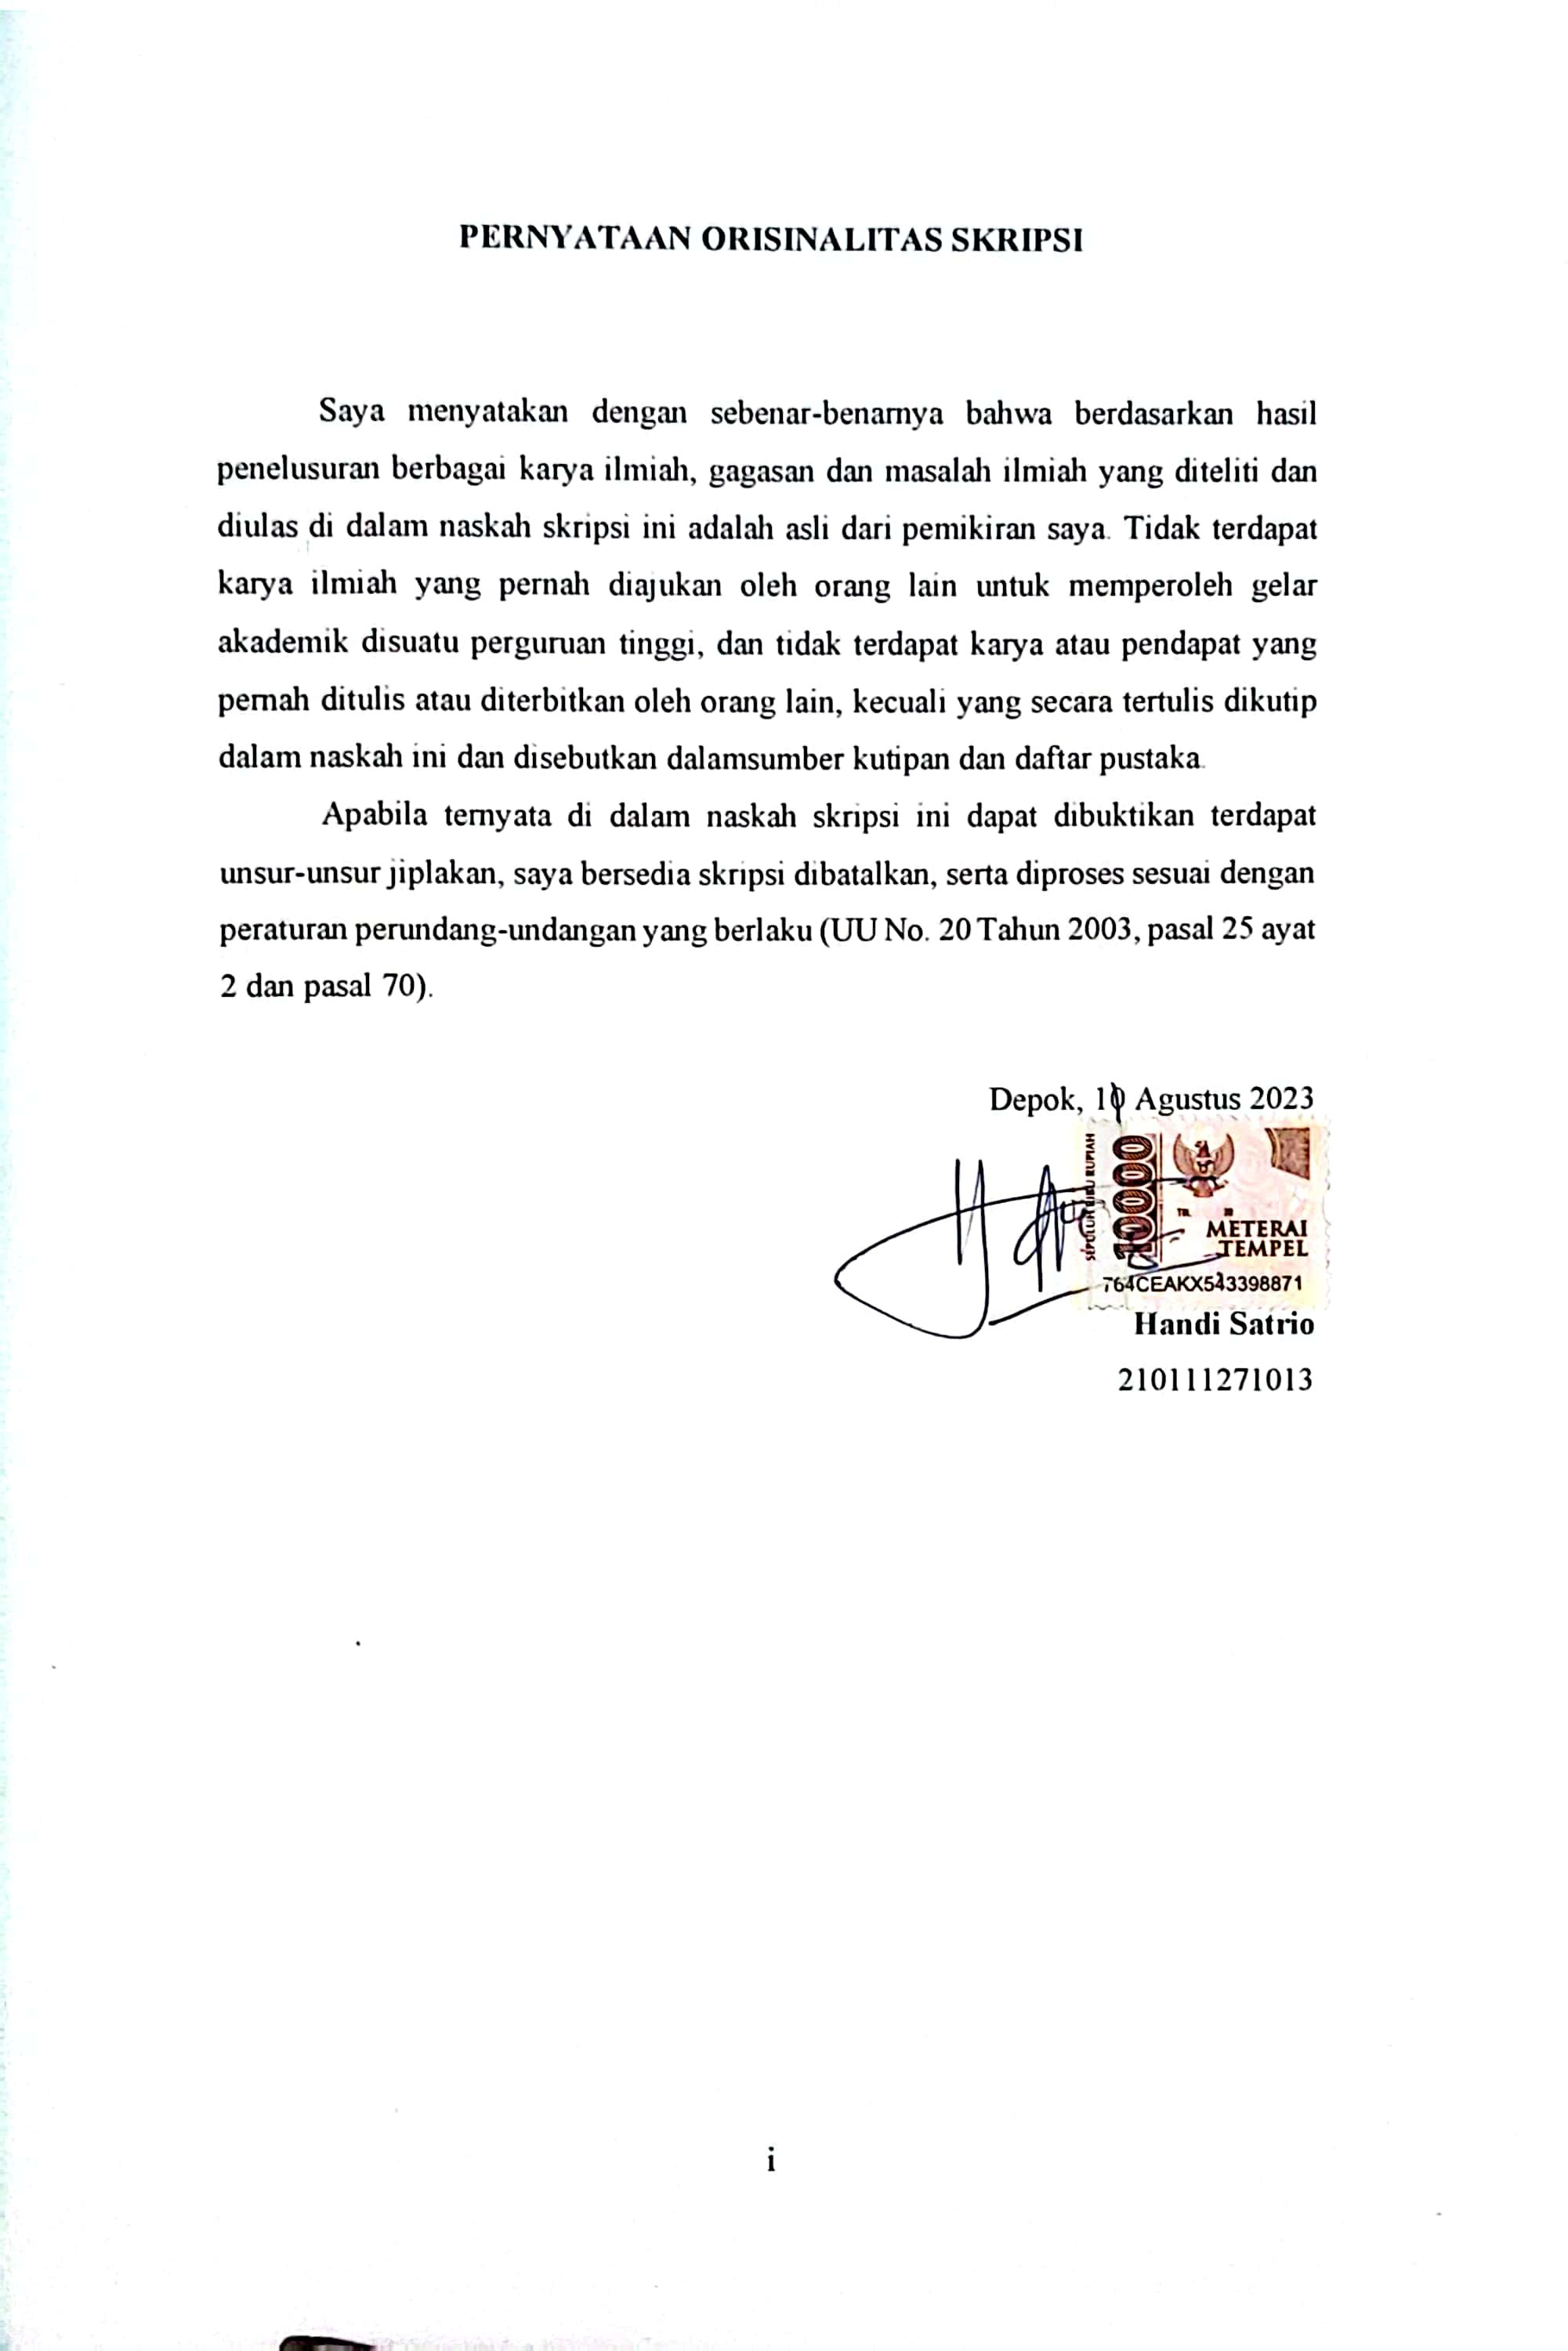 PERNYATAAN ORISINALITAS SKRIPSI
Saya menyatakan dengan sebenar-benarnya bahwa berdasarkan hasil
penelusuran berbagai karya ilmiah, gagasan dan masalah ilmiah yang diteliti dan
diulas di dalam naskah skripsi ini adalah asli dari pemikiran saya. Tidak terdapat
karya ilmiah yang pernah diajukan oleh orang lain untuk memperoleh gelar
akademik disuatu perguruan tinggi, dan tidak terdapat karya atau pendapat yang
pernah ditulis atau diterbitkan oleh orang lain, kecuali yang secara tertulis dikutip
dalam naskah ini dan disebutkan dalamsumber kutipan dan daftar pustaka.
Apabila ternyata di dalam naskah skripsi ini dapat dibuktikan terdapat
unsur-unsur jiplakan, saya bersedia skripsi dibatalkan, serta diproses sesuai dengan
peraturan perundang-undangan yang berlaku (UU No. 20 Tahun 2003, pasal 25 ayat
2 dan pasal 70).
Depok, Agustus 2023
SEPULUH RIBU RUPIAH
10000
METERAI
TEMPEL
764CEAKX543398871
Handi Satrio
210111271013
i